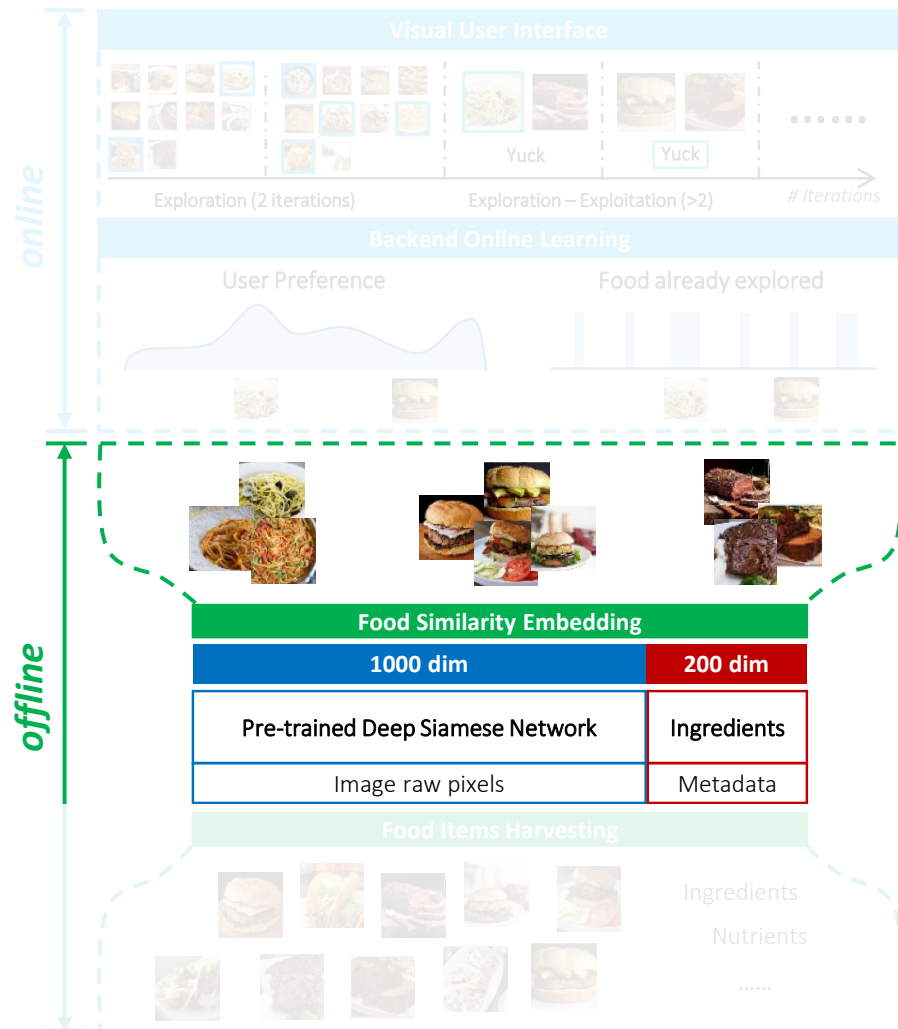 Visual User Interface
......
Yuck
Yuck
Exploration (2 iterations)
Exploration – Exploitation (>2)
# Iterations
online
Backend Online Learning
User Preference
Food already explored
offline
Food Similarity Embedding
1000 dim
200 dim
Pre-trained Deep Siamese Network
Ingredients
Image raw pixels
Metadata
Food Items Harvesting
Ingredients
Nutrients
......